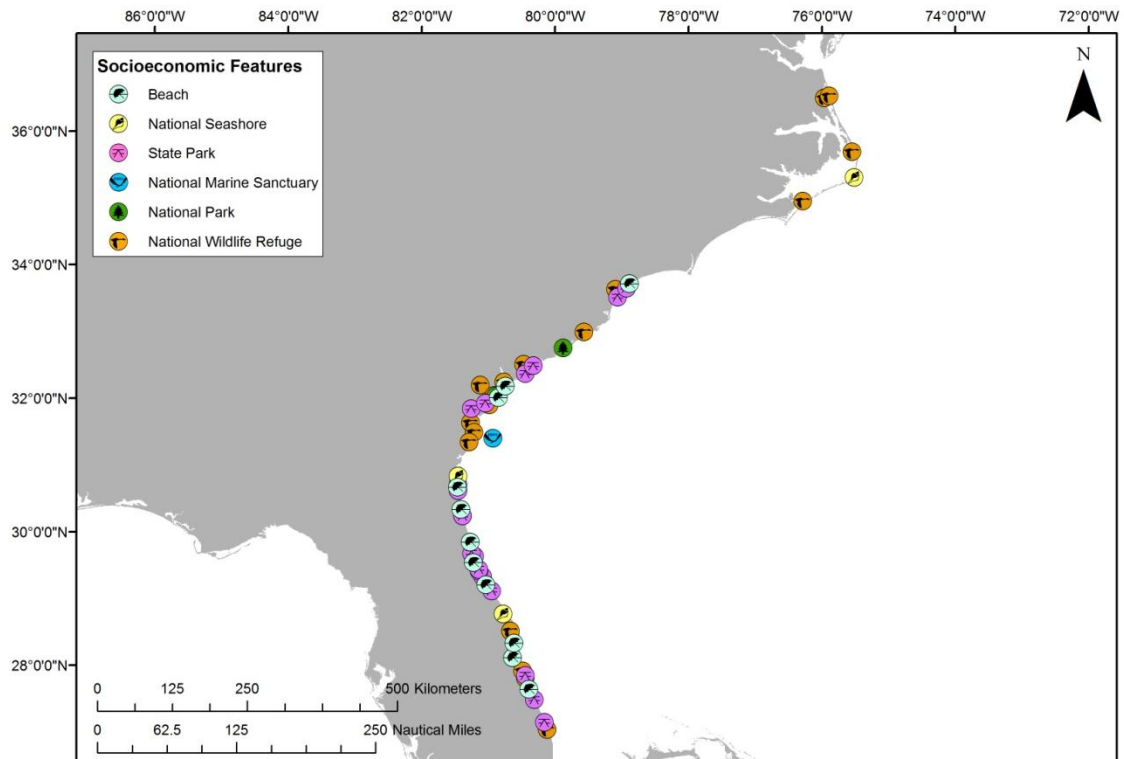 86°0'0"W 84°0'0"W 82°0'0"W 80°0'0"W 78°0'0"W 76°0'0"W 74°0'0"W 72°0'0"W
Socioeconomic Features
Beach
National Seashore
State Park
National Marine Sanctuary
National Park
National Wildlife Refuge
N
36°0'0"N
34°0'0"N
32°0'0"N
30°0'0"N
28°0'0"N
0 125 250 500 Kilometers
0 62.5 125 250 Nautical Miles